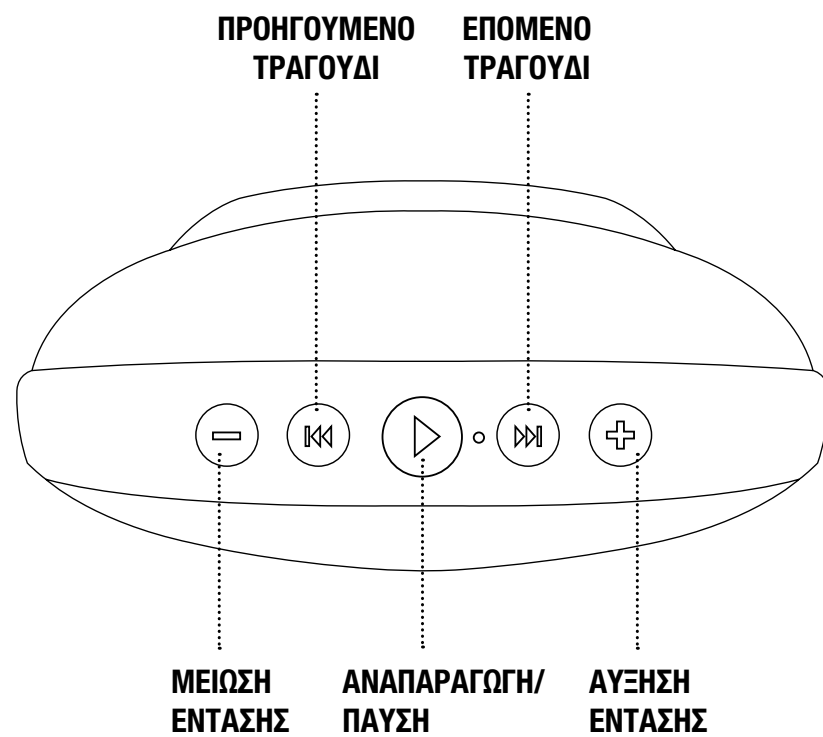 ΠΡΟΗΓΟΥΜΕΝΟ
ΤΡΑΓΟΥΔΙ
ΕΠΟΜΕΝΟ
ΤΡΑΓΟΥΔΙ
ΜΕΙΩΣΗ
ΕΝΤΑΣΗΣ
ΑΝΑΠΑΡΑΓΩΓΗ/
ΠΑΥΣΗ
ΑΥΞΗΣΗ
ΕΝΤΑΣΗΣ